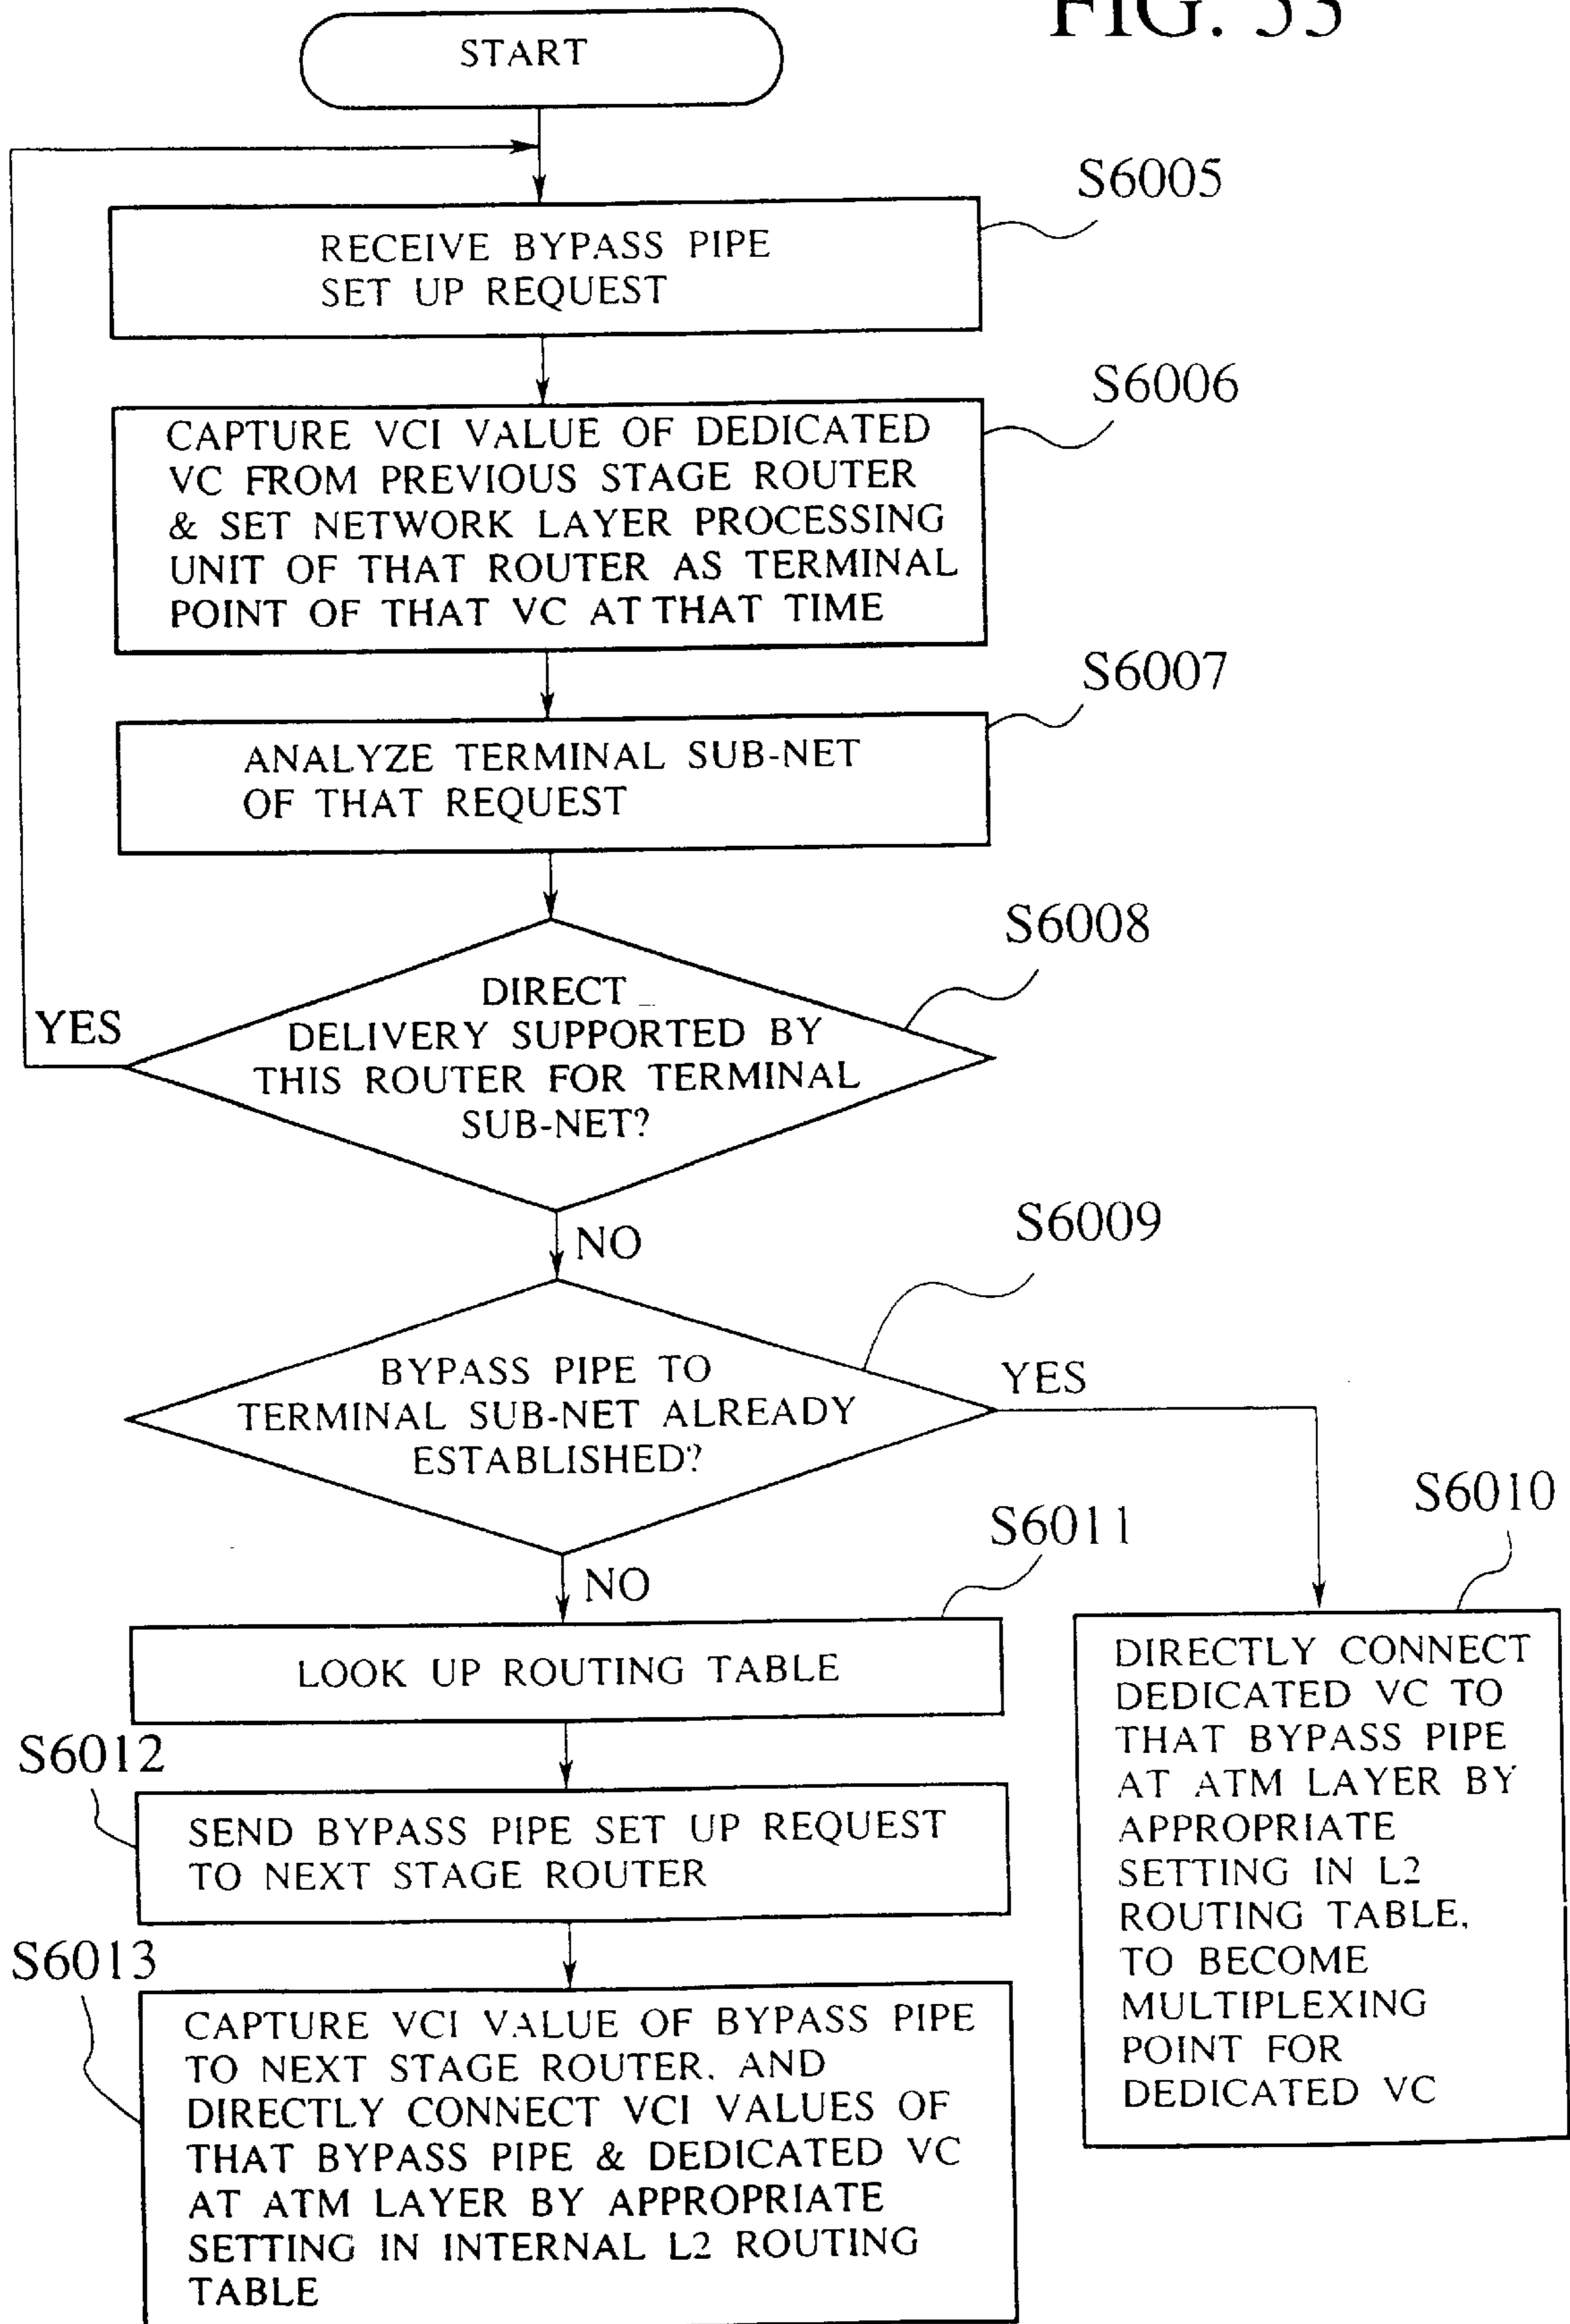 FIG. 53
START
S6005
RECEIVE BYPASS PIPE
SET UP REQUEST
S6006
CAPTURE VCI VALUE OF DEDICATED
VC FROM PREVIOUS STAGE ROUTER
& SET NETWORK LAYER PROCESSING
UNIT OF THAT ROUTER AS TERMINAL
POINT OF THAT VC AT THAT TIME
S6007
ANALYZE TERMINAL SUB-NET
OF THAT REQUEST
S6008
DIRECT
DELIVERY SUPPORTED BY
THIS ROUTER FOR TERMINAL
SUB-NET?
YES
NO
S6009
BYPASS PIPE TO
TERMINAL SUB-NET ALREADY
ESTABLISHED?
YES
NO
S6010
DIRECTLY CONNECT
DEDICATED VC TO
THAT BYPASS PIPE
AT ATM LAYER BY
APPROPRIATE
SETTING IN L2
ROUTING TABLE,
TO BECOME
MULTIPLEXING
POINT FOR
DEDICATED VC
S6011
LOOK UP ROUTING TABLE
S6012
SEND BYPASS PIPE SET UP REQUEST
TO NEXT STAGE ROUTER
S6013
CAPTURE VCI VALUE OF BYPASS PIPE
TO NEXT STAGE ROUTER, AND
DIRECTLY CONNECT VCI VALUES OF
THAT BYPASS PIPE & DEDICATED VC
AT ATM LAYER BY APPROPRIATE
SETTING IN INTERNAL L2 ROUTING
TABLE